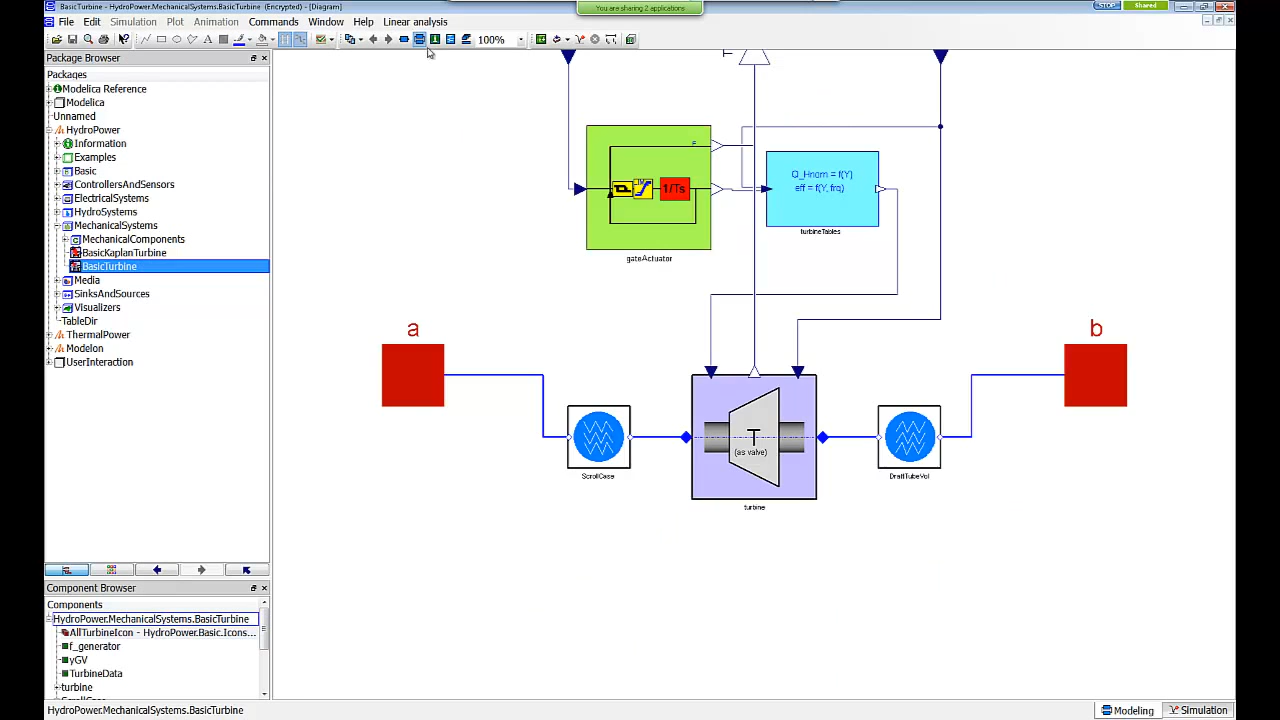 BasicTurbine - HydroPower.MechanicalSystems.BasicTurbine (Encrypted) - [Diagram]
You are sharing 2 applications
STOP
Shared
File Edit Simulation Plot Animation Commands Window Help Linear analysis
100%
Package Browser
Packages
Modelica Reference
Modelica
Unnamed
HydroPower
Information
Examples
Basic
ControllersAndSensors
ElectricalSystems
HydroSystems
MechanicalSystems
MechanicalComponents
BasicKaplanTurbine
BasicTurbine
Media
SinksAndSources
Visualizers
TableDir
ThermalPower
Modelon
UserInteraction
Component Browser
Components
HydroPower.MechanicalSystems.BasicTurbine
AllTurbineIcon - HydroPower.Basic.Icons...
f_generator
yGV
TurbineData
turbine
ScrollCase
1/Ts
gateActuator
Q_Hnom = f(Y)
eff = f(Y, frq)
turbineTables
a
b
T
(as valve)
ScrollCase
turbine
DraftTubeVol
HydroPower.MechanicalSystems.BasicTurbine
Modeling
Simulation